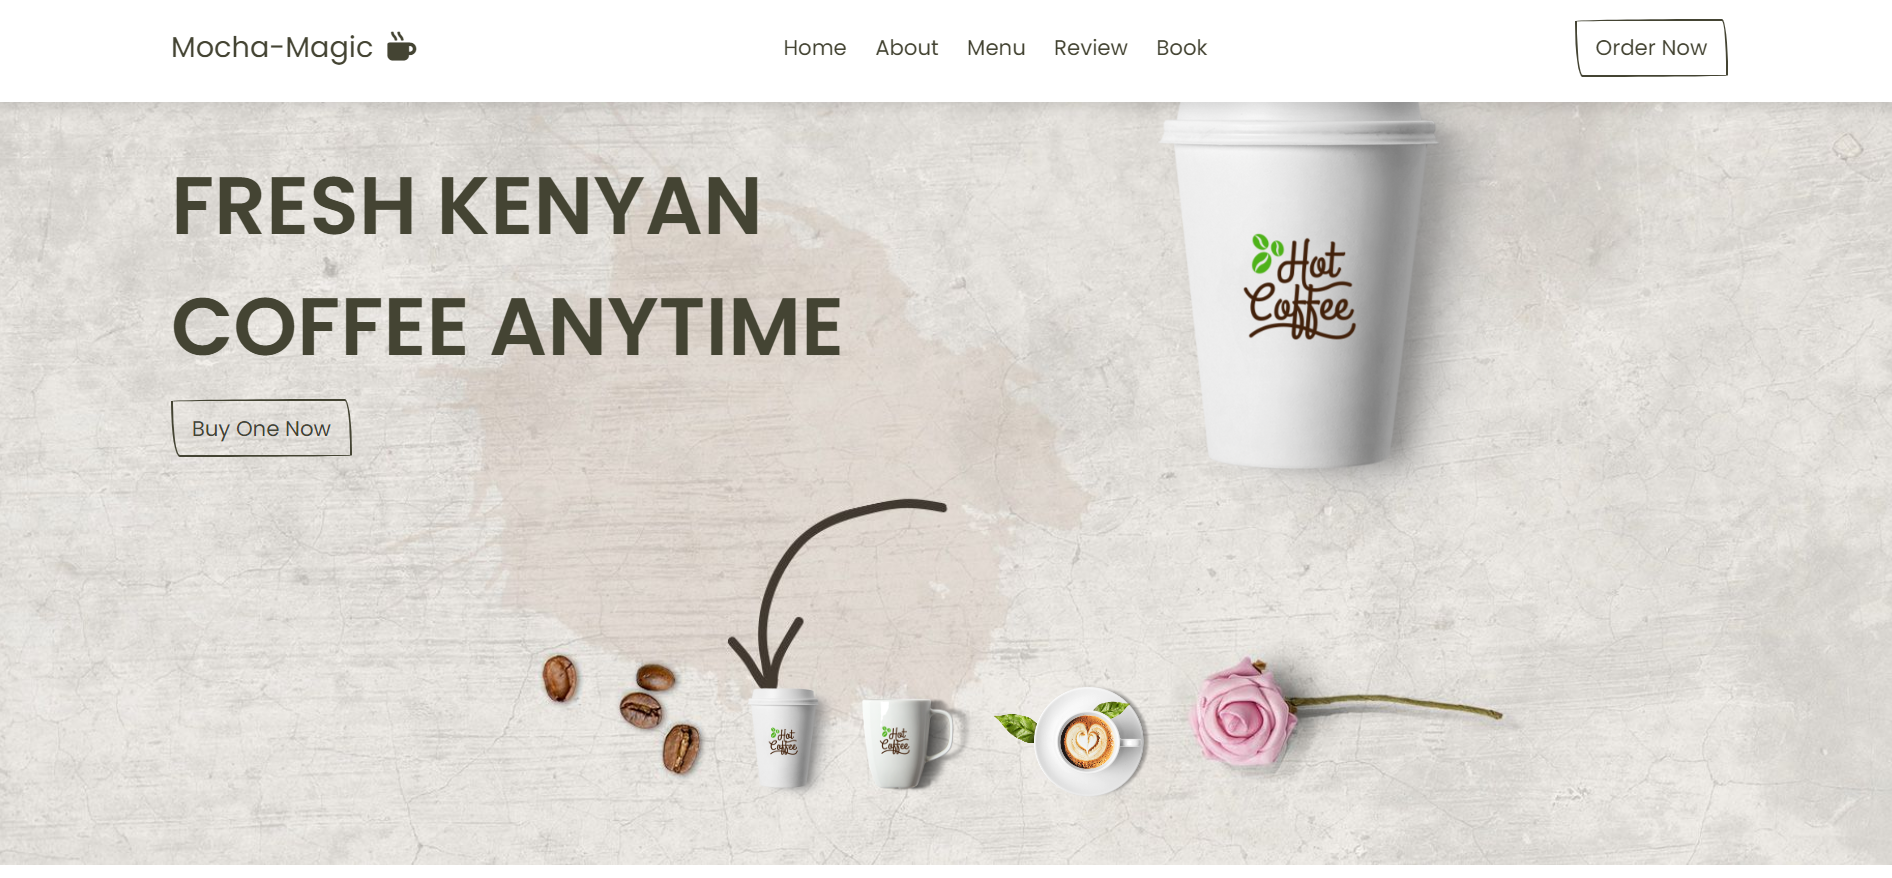 Mocha-Magic
Home About Menu Review Book
Order Now
FRESH KENYAN
COFFEE ANYTIME
Buy One Now
Hot
Coffee
Hot
Coffee
Hot
Coffee